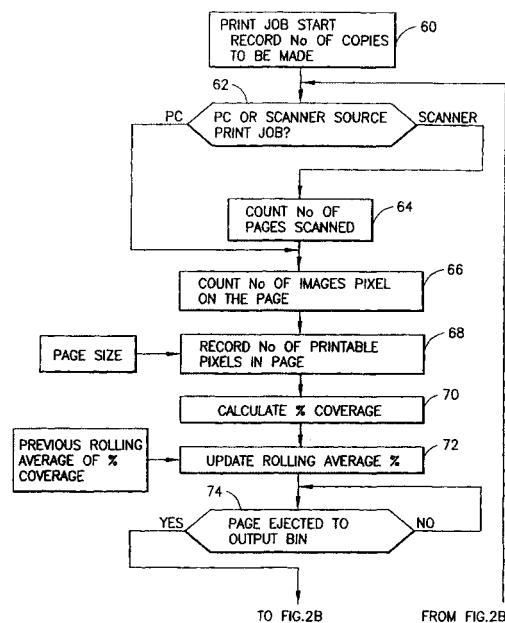 PRINT JOB START
RECORD No OF COPIES
TO BE MADE
60
62
PC
PC OR SCANNER SOURCE
PRINT JOB?
SCANNER
COUNT No OF
PAGES SCANNED
64
COUNT No OF IMAGES PIXEL
ON THE PAGE
66
PAGE SIZE
RECORD No OF PRINTABLE
PIXELS IN PAGE
68
CALCULATE % COVERAGE
70
PREVIOUS ROLLING
AVERAGE OF %
COVERAGE
UPDATE ROLLING AVERAGE %
72
74
YES
PAGE EJECTED TO
OUTPUT BIN
NO
TO FIG.2B
FROM FIG.2B